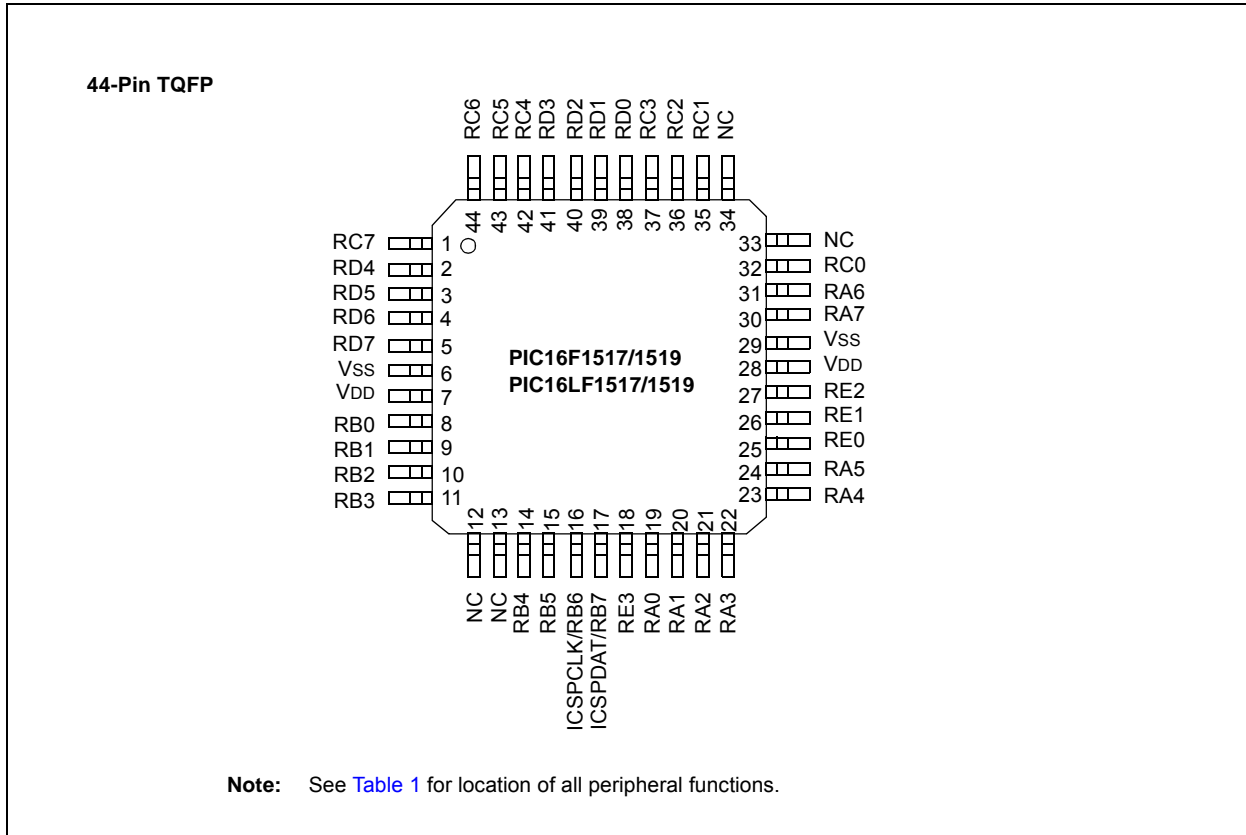 44-Pin TQFP
RC6
RC5
RC4
RD3
RD2
RD1
RD0
RC3
RC2
RC1
NC
44
43
42
41
40
39
38
37
36
35
34
RC7 1
RD4 2
RD5 3
RD6 4
RD7 5
VSS 6
VDD 7
RB0 8
RB1 9
RB2 10
RB3 11
PIC16F1517/1519
PIC16LF1517/1519
33 NC
32 RC0
31 RA6
30 RA7
29 VSS
28 VDD
27 RE2
26 RE1
25 RE0
24 RA5
23 RA4
12
13
14
15
16
17
18
19
20
21
22
NC
NC
RB4
RB5
ICSPCLK/RB6
ICSPDAT/RB7
RE3
RA0
RA1
RA2
RA3
Note: See Table 1 for location of all peripheral functions.